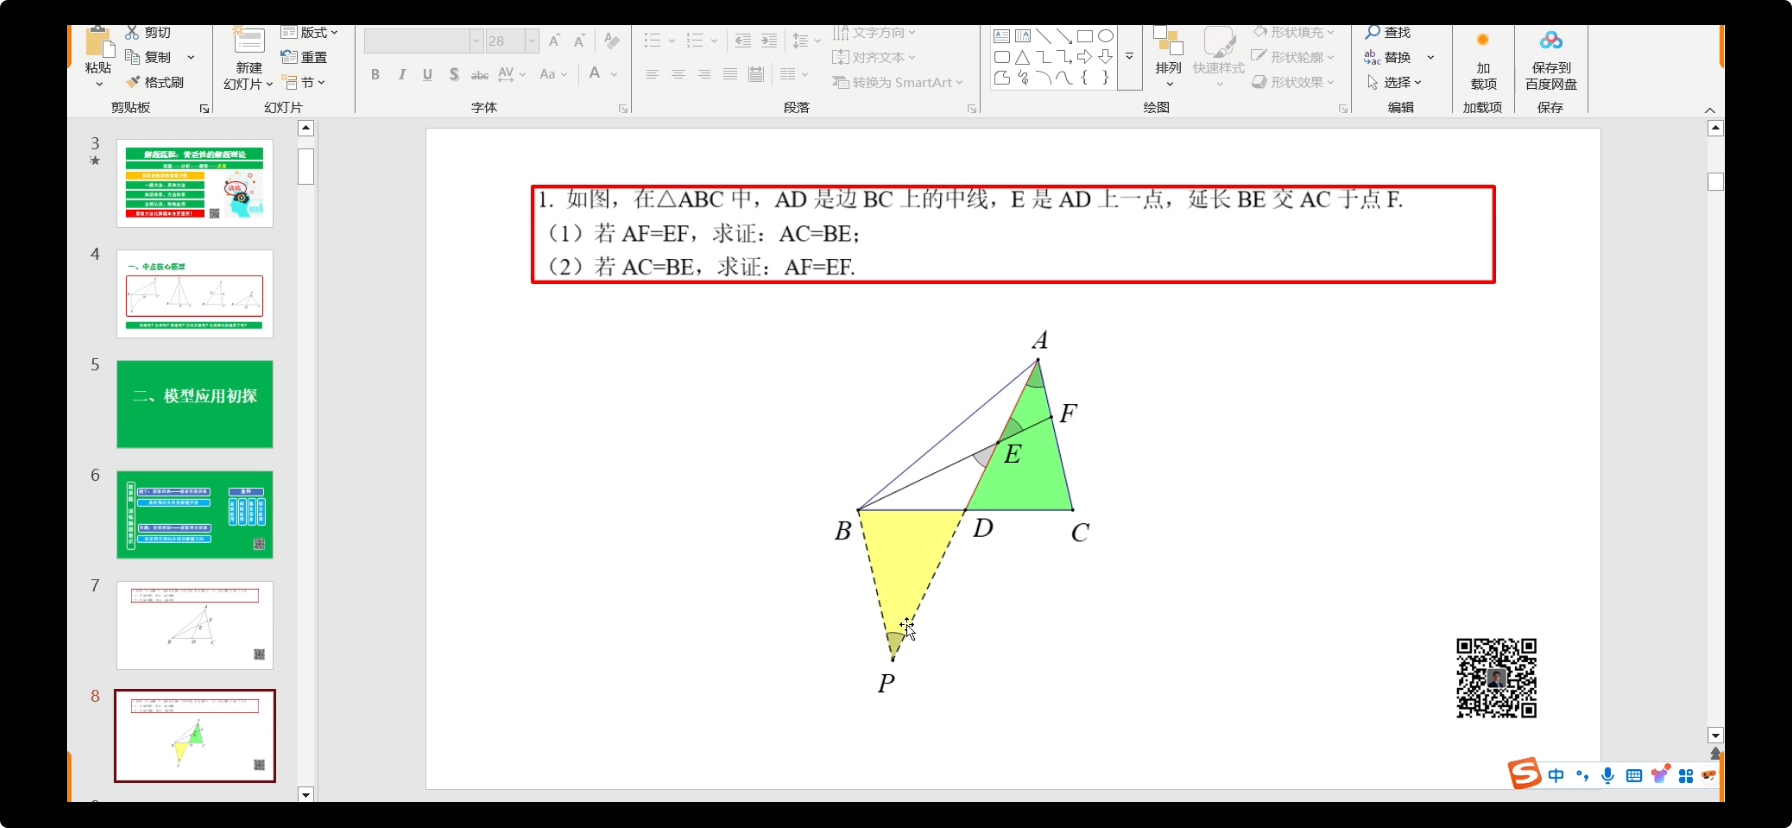 剪切
复制
格式刷
粘贴
剪贴板
版式
重置
节
新建
幻灯片
幻灯片
28
B I U S abc AV Aa A
字体
文字方向
对齐文本
转换为 SmartArt
段落
排列
快速样式
形状填充
形状轮廓
形状效果
绘图
查找
替换
选择
编辑
加
载项
加载项
保存到
百度网盘
保存
3
4
一、中点核心模型
5
二、模型应用初探
6
7
8
1. 如图，在△ABC 中，AD 是边 BC 上的中线，E 是 AD 上一点，延长 BE 交 AC 于点 F.
（1）若 AF=EF，求证：AC=BE；
（2）若 AC=BE，求证：AF=EF.
A
F
E
B
D
C
P
中